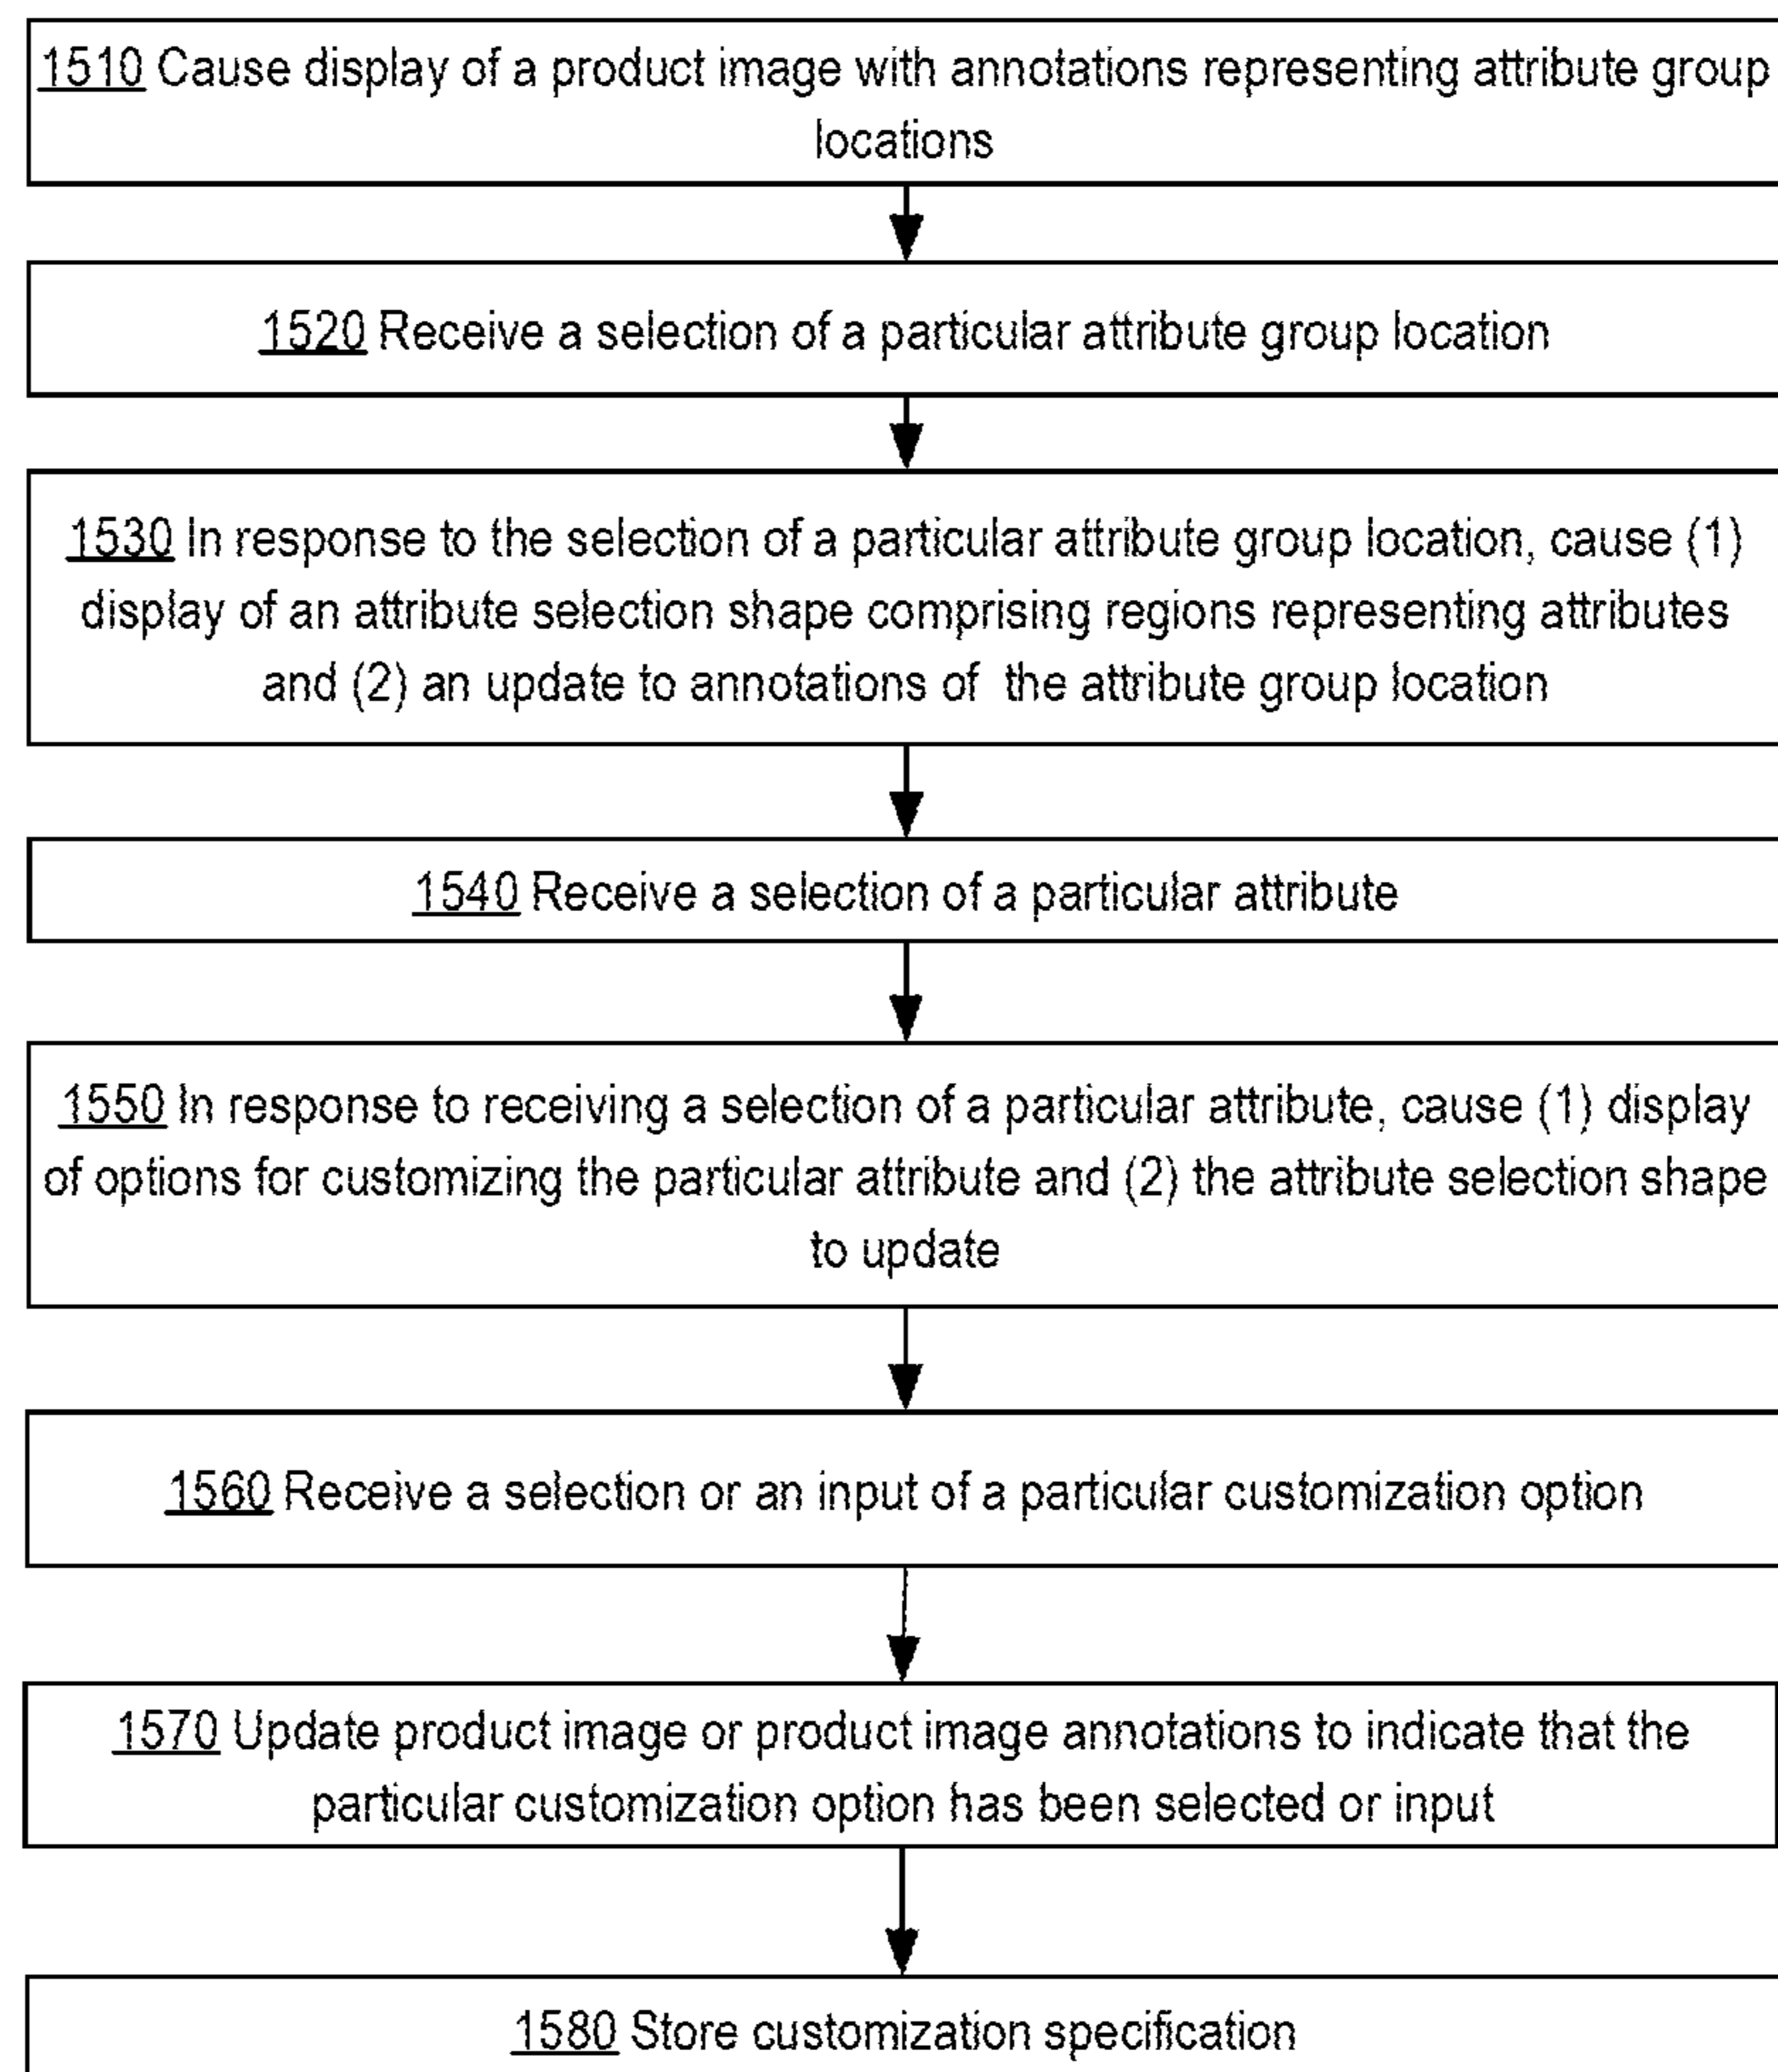 1510 Cause display of a product image with annotations representing attribute group
locations
1520 Receive a selection of a particular attribute group location
1530 In response to the selection of a particular attribute group location, cause (1)
display of an attribute selection shape comprising regions representing attributes
and (2) an update to annotations of the attribute group location
1540 Receive a selection of a particular attribute
1550 In response to receiving a selection of a particular attribute, cause (1) display
of options for customizing the particular attribute and (2) the attribute selection shape
to update
1560 Receive a selection or an input of a particular customization option
1570 Update product image or product image annotations to indicate that the
particular customization option has been selected or input
1580 Store customization specification